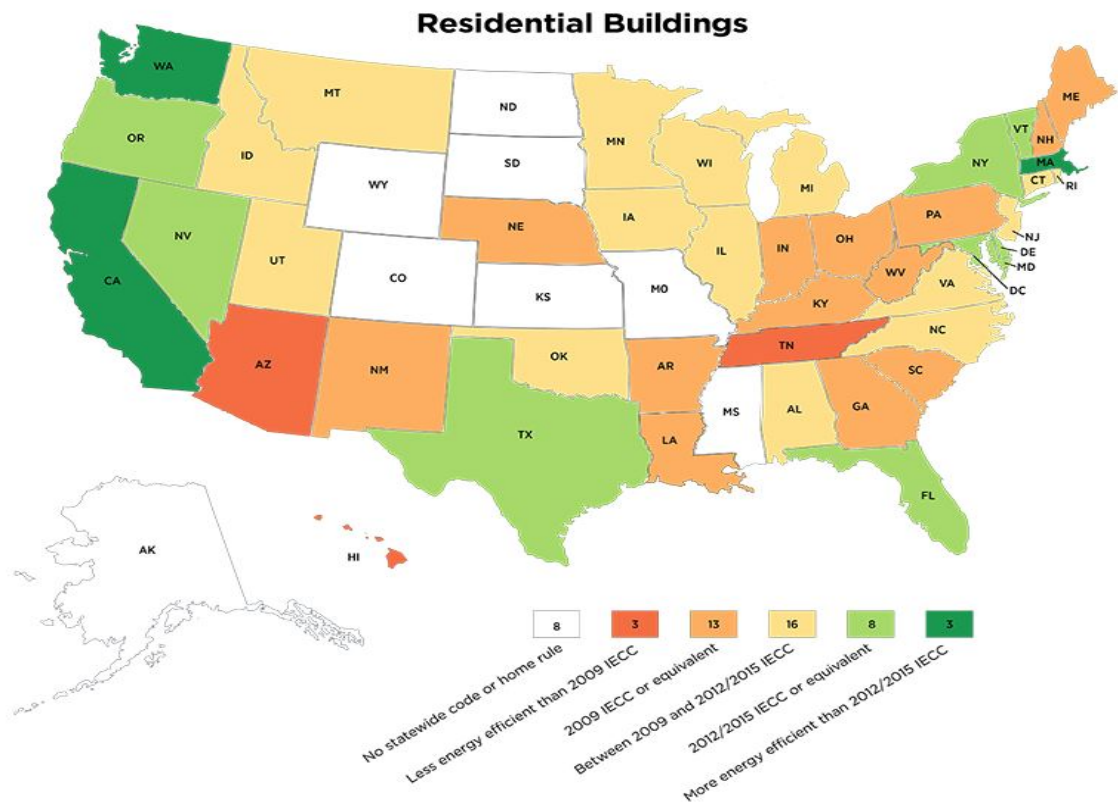 Residential Buildings
WA
MT
ND
ME
OR
ID
MN
VT
NH
SD
WI
NY
MA
WY
MI
CT
RI
IA
PA
NE
NJ
NV
IN
OH
DE
UT
IL
MD
CO
WV
DC
CA
KS
MO
VA
KY
NC
TN
AZ
OK
NM
AR
SC
MS
AL
GA
LA
TX
FL
AK
HI
8
3
13
16
8
3
No statewide code or home rule
Less energy efficient than 2009 IECC
2009 IECC or equivalent
Between 2009 and 2012/2015 IECC
2012/2015 IECC or equivalent
More energy efficient than 2012/2015 IECC